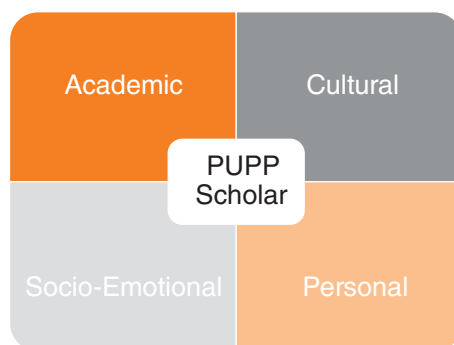 Academic
Cultural
PUPP
Scholar
Socio-Emotional
Personal